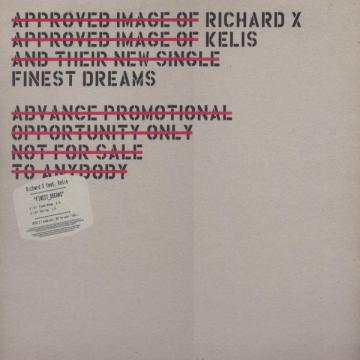 APPROVED IMAGE OF RICHARD X
APPROVED IMAGE OF KELIS
AND THEIR NEW SINGLE
FINEST DREAMS
ADVANCE PROMOTIONAL
OPPORTUNITY ONLY
NOT FOR SALE
TO ANYBODY
Richard X feat. Kelis
"FINEST DREAMS"